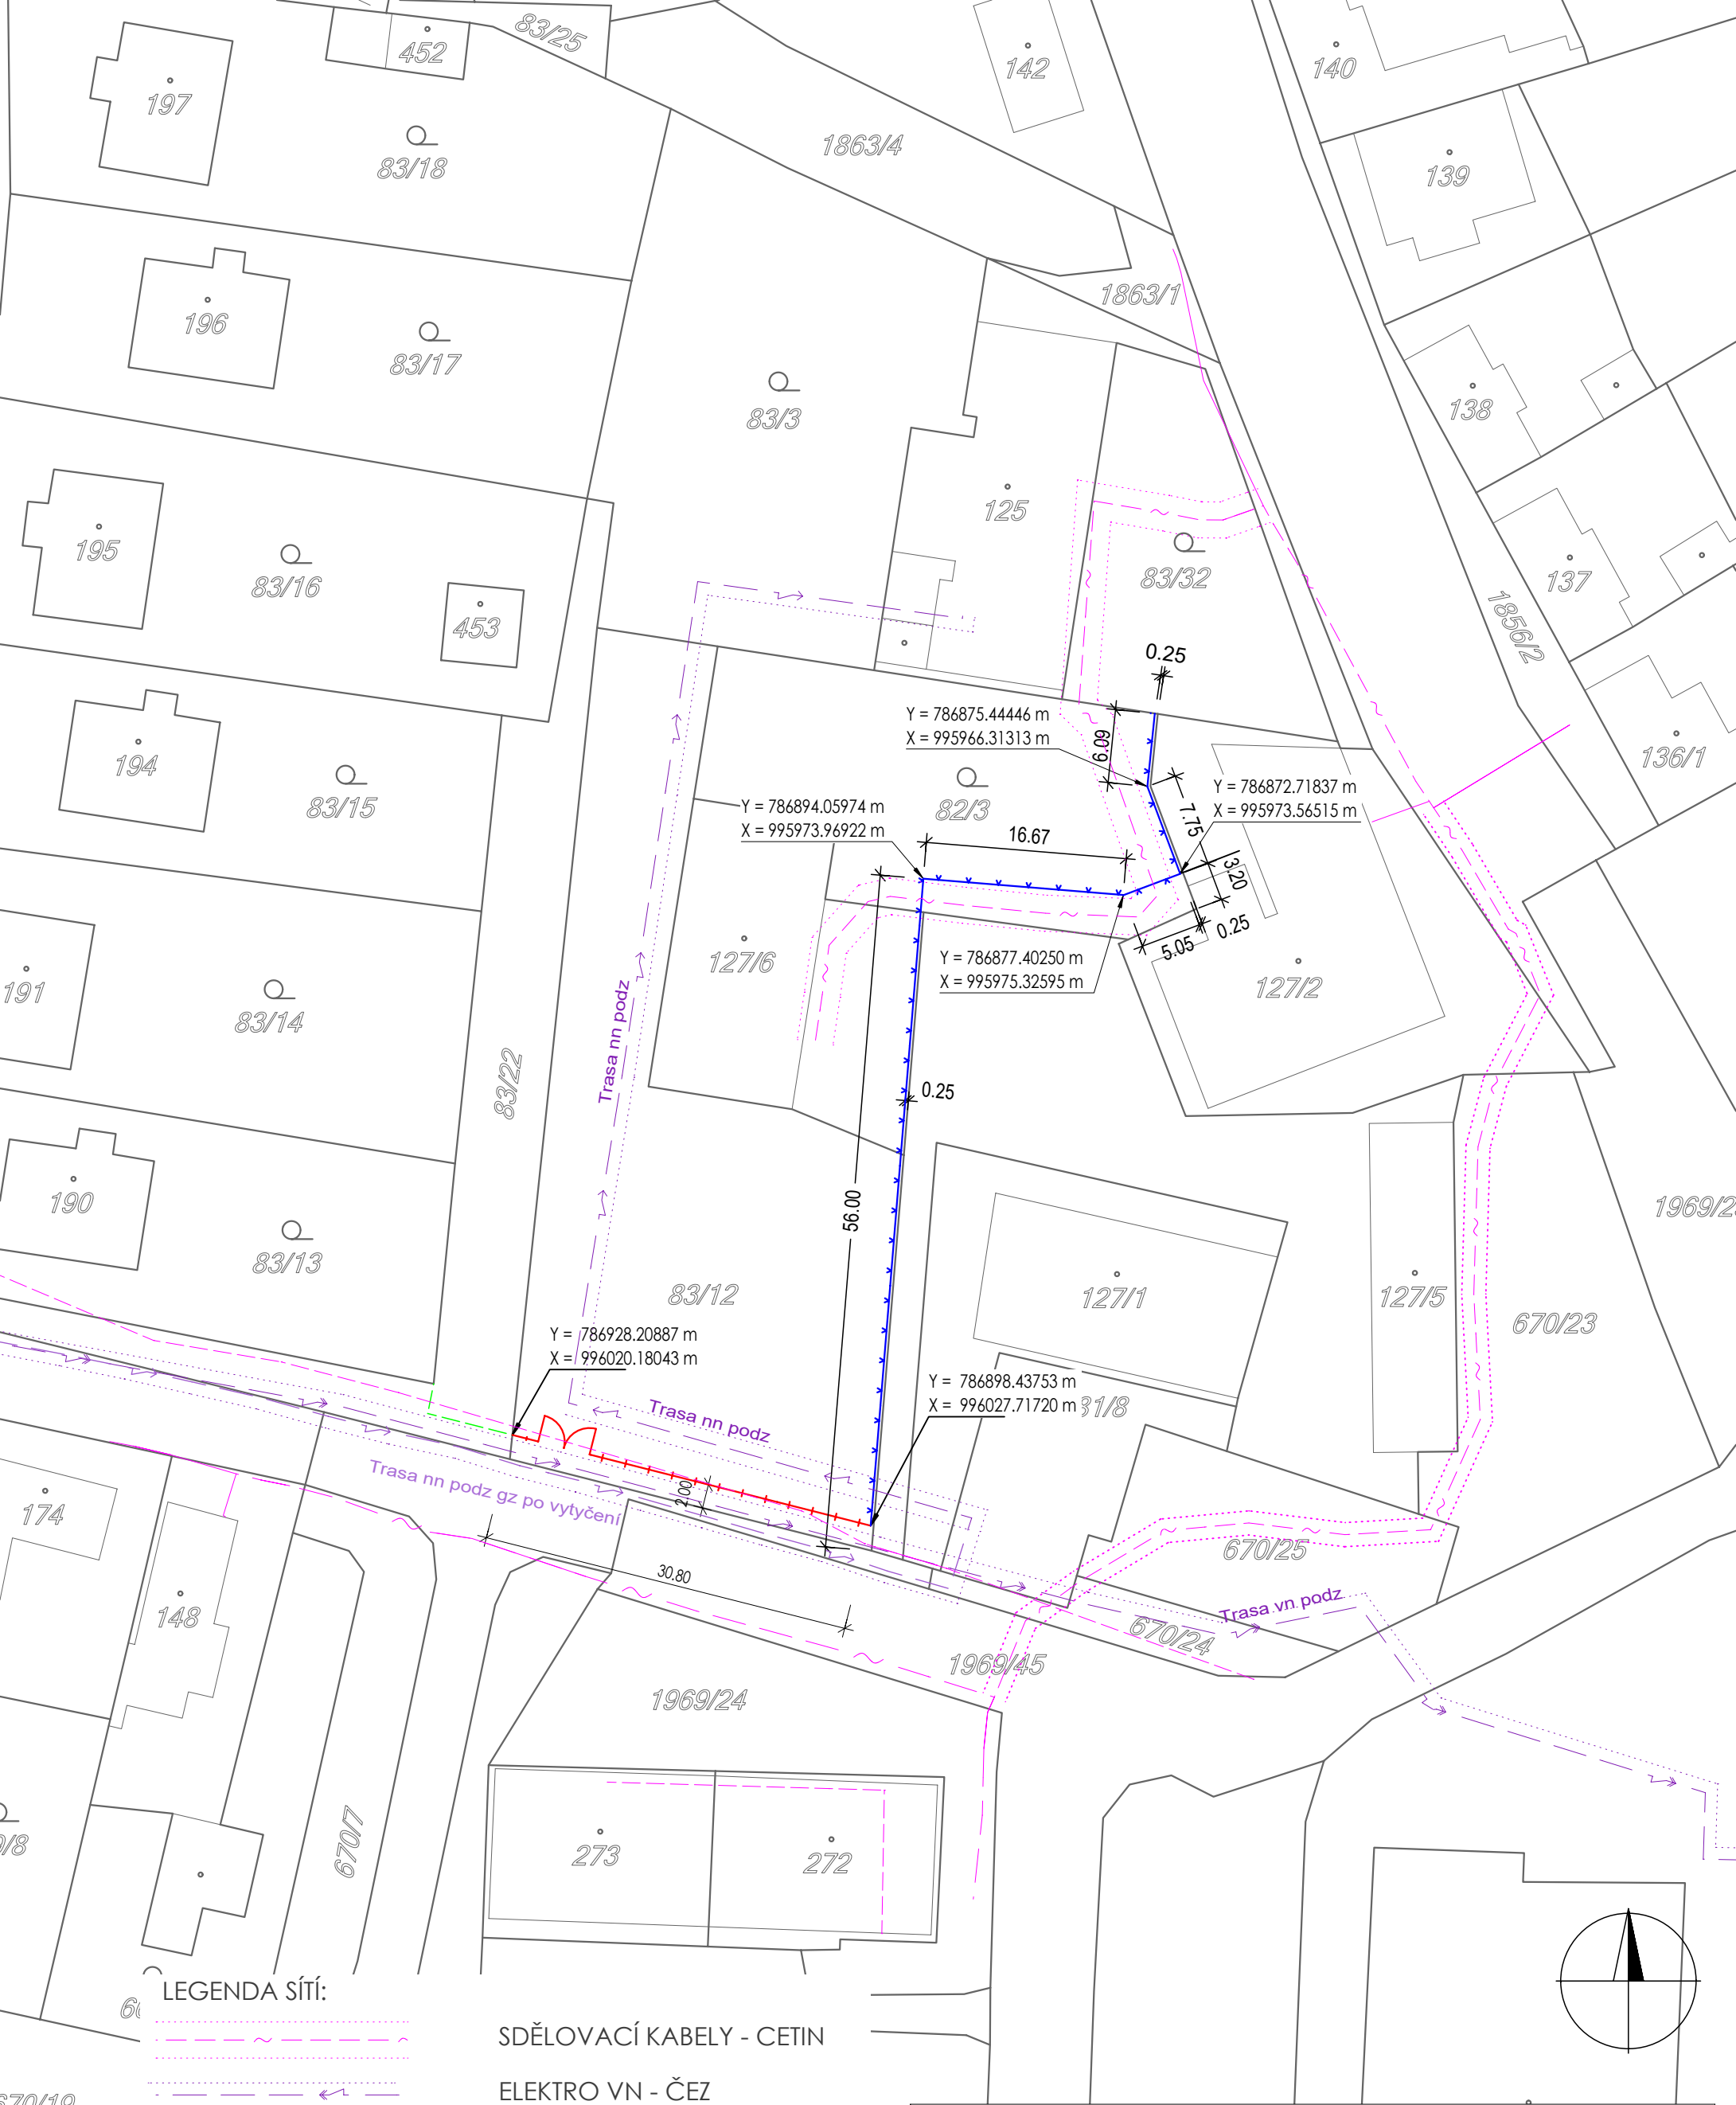 83/25
452
197
142
140
83/18
1863/4
139
1863/1
196
83/17
138
83/3
125
195
137
83/16
83/32
453
1856/2
0.25
Y = 786875.44446 m
X = 995966.31313 m
6.09
136/1
194
83/15
82/3
Y = 786872.71837 m
X = 995973.56515 m
Y = 786894.05974 m
X = 995973.96922 m
7.75
16.67
3.20
0.25
5.05
127/6
Y = 786877.40250 m
X = 995975.32595 m
127/2
191
83/14
Trasa nn podz
83/22
0.25
190
56.00
83/13
83/12
127/1
127/5
670/23
Y = 786928.20887 m
X = 996020.18043 m
Y = 786898.43753 m
X = 996027.71720 m
31/8
Trasa nn podz
Trasa nn podz gz po vytyčení
2.00
174
30.80
670/25
148
Trasa vn podz
670/24
1969/45
1969/24
670/7
273
272
LEGENDA SÍTÍ:
SDĚLOVACÍ KABELY - CETIN
ELEKTRO VN - ČEZ